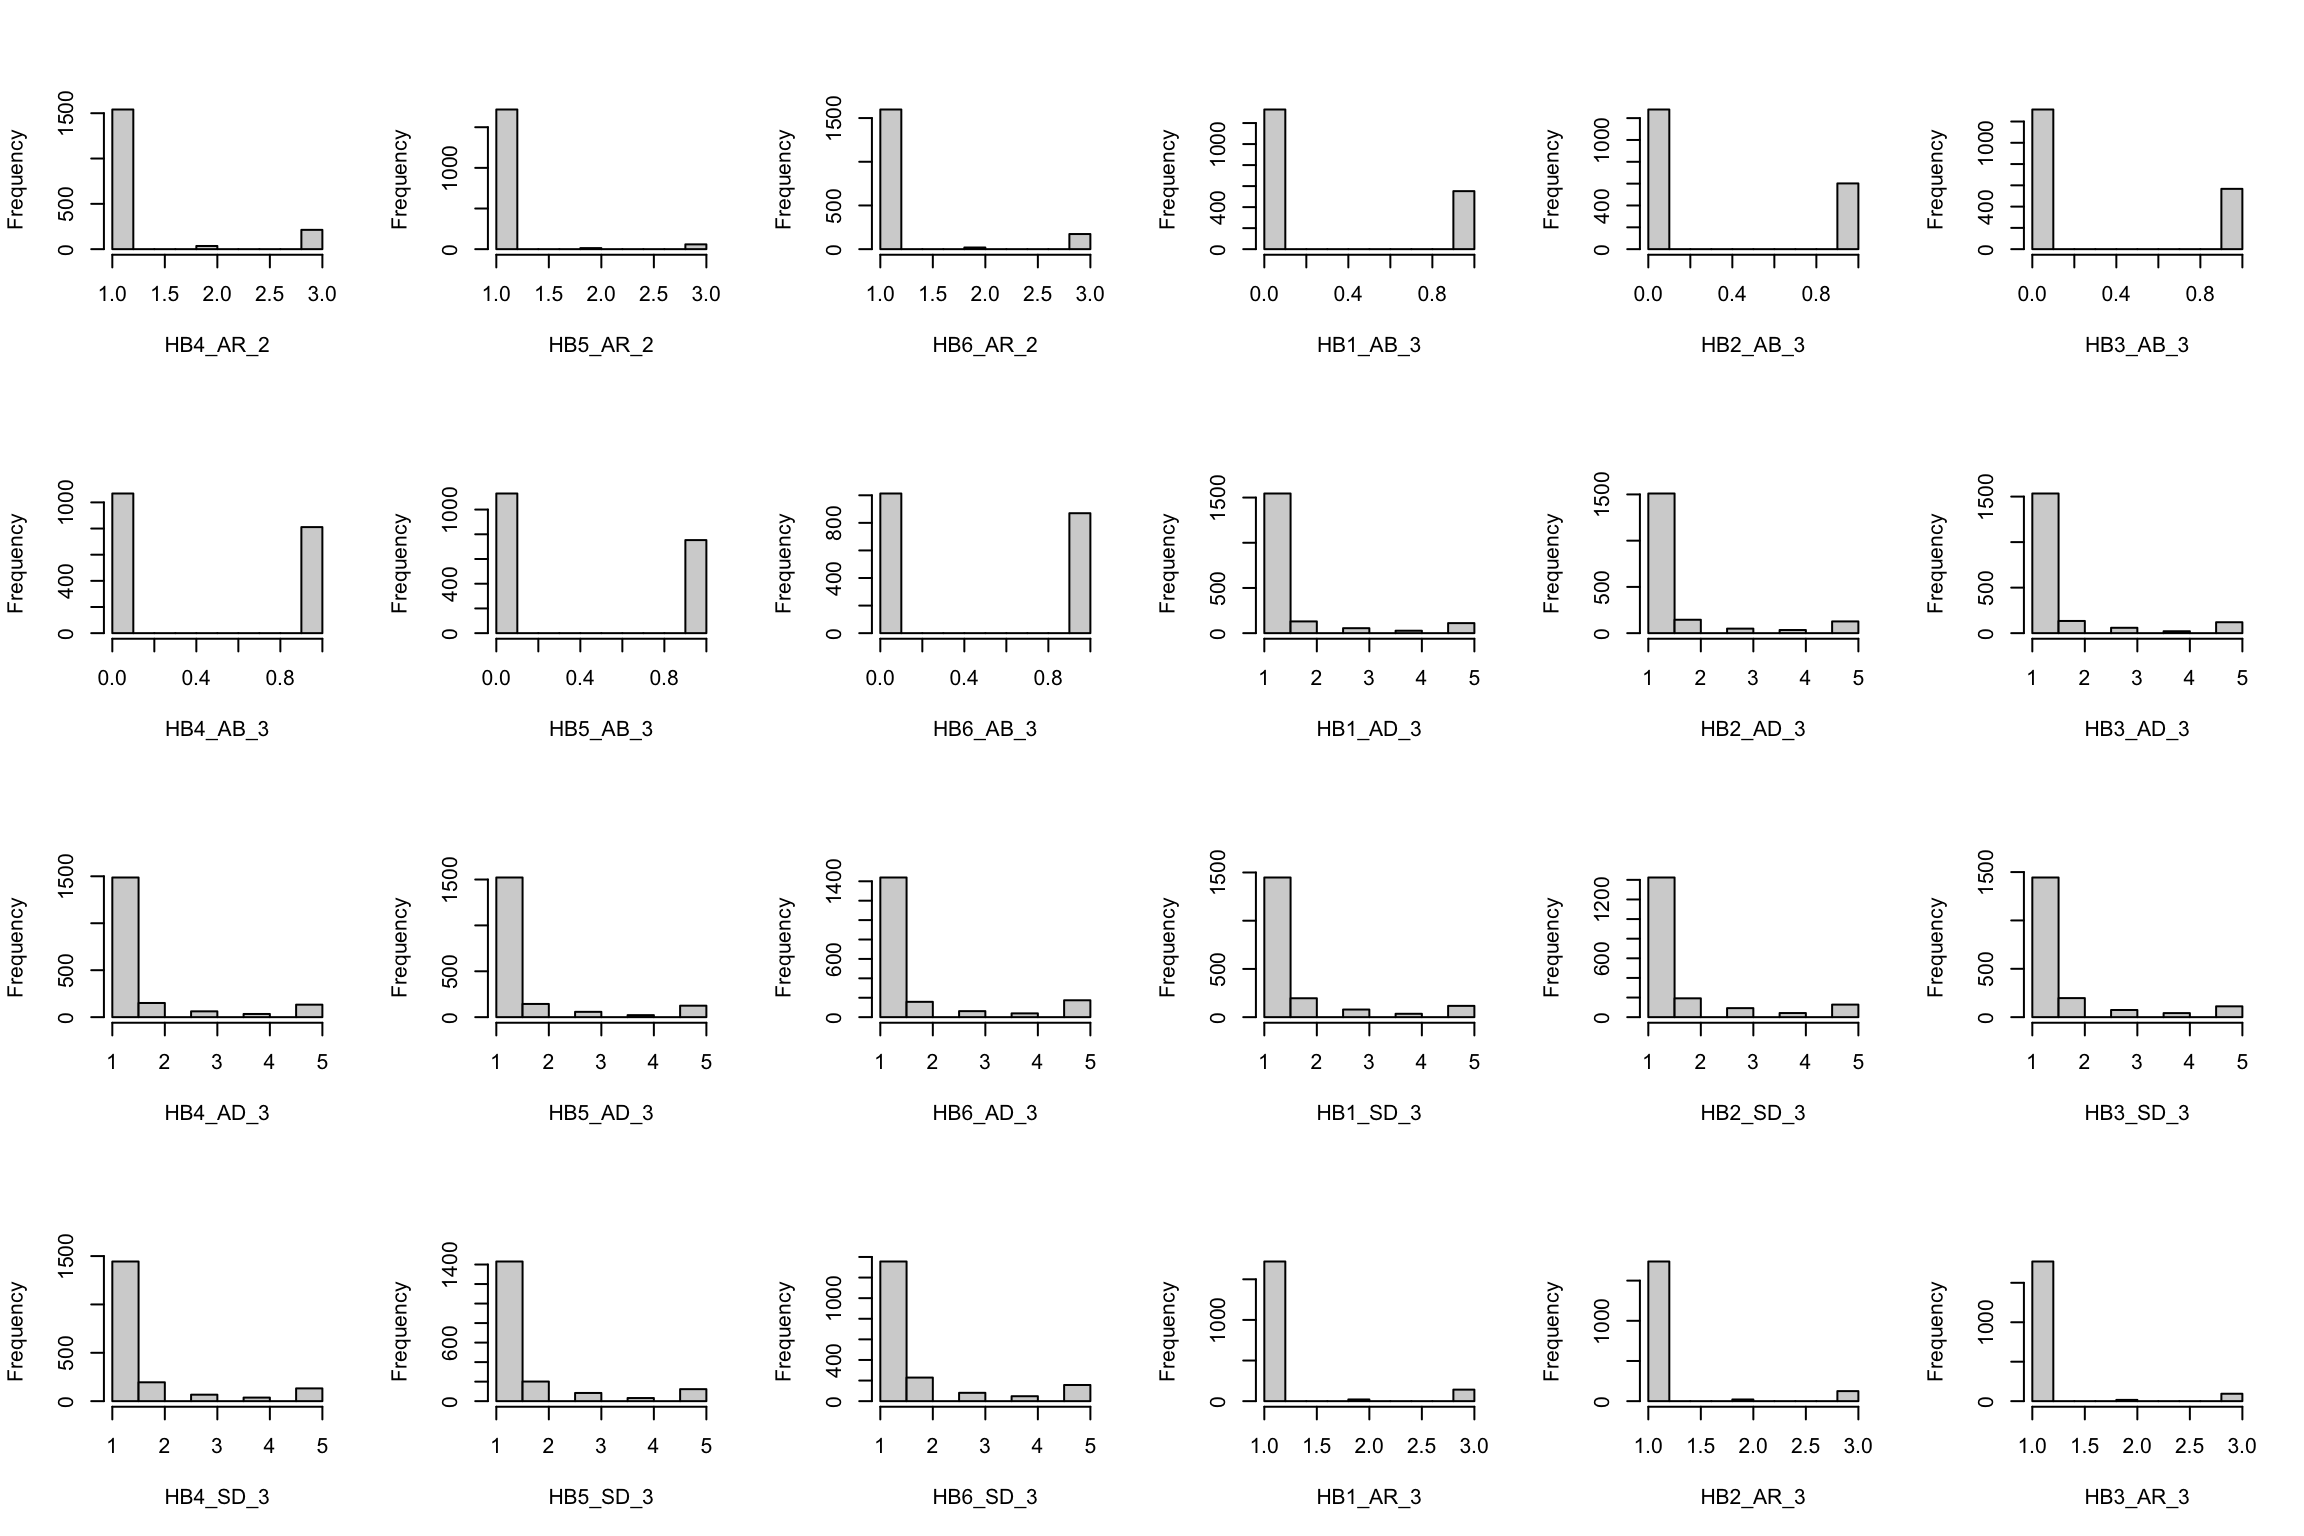 Frequency
0 500 1500
1.0 1.5 2.0 2.5 3.0
HB4_AR_2
Frequency
0 1000
1.0 1.5 2.0 2.5 3.0
HB5_AR_2
Frequency
0 500 1500
1.0 1.5 2.0 2.5 3.0
HB6_AR_2
Frequency
0 400 1000
0.0 0.4 0.8
HB1_AB_3
Frequency
0 400 1000
0.0 0.4 0.8
HB2_AB_3
Frequency
0 400 1000
0.0 0.4 0.8
HB3_AB_3
Frequency
0 400 1000
0.0 0.4 0.8
HB4_AB_3
Frequency
0 400 1000
0.0 0.4 0.8
HB5_AB_3
Frequency
0 400 800
0.0 0.4 0.8
HB6_AB_3
Frequency
0 500 1500
1 2 3 4 5
HB1_AD_3
Frequency
0 500 1500
1 2 3 4 5
HB2_AD_3
Frequency
0 500 1500
1 2 3 4 5
HB3_AD_3
Frequency
0 500 1500
1 2 3 4 5
HB4_AD_3
Frequency
0 500 1500
1 2 3 4 5
HB5_AD_3
Frequency
0 600 1400
1 2 3 4 5
HB6_AD_3
Frequency
0 500 1500
1 2 3 4 5
HB1_SD_3
Frequency
0 600 1200
1 2 3 4 5
HB2_SD_3
Frequency
0 500 1500
1 2 3 4 5
HB3_SD_3
Frequency
0 500 1500
1 2 3 4 5
HB4_SD_3
Frequency
0 600 1400
1 2 3 4 5
HB5_SD_3
Frequency
0 400 1000
1 2 3 4 5
HB6_SD_3
Frequency
0 1000
1.0 1.5 2.0 2.5 3.0
HB1_AR_3
Frequency
0 1000
1.0 1.5 2.0 2.5 3.0
HB2_AR_3
Frequency
0 1000
1.0 1.5 2.0 2.5 3.0
HB3_AR_3